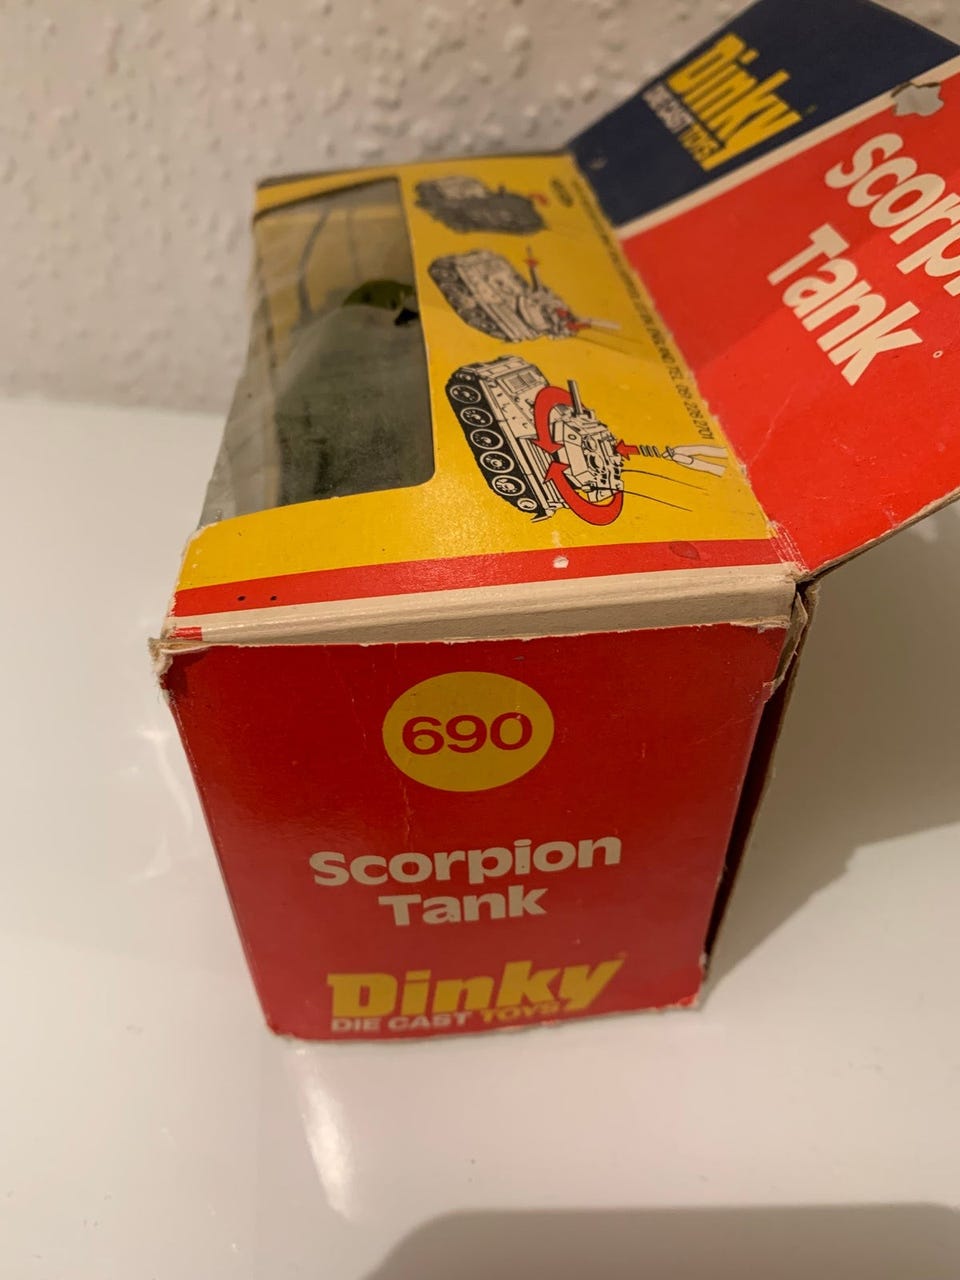 Dinky
DIE CAST TOYS
Scorpion
Tank
690
Scorpion
Tank
Dinky
DIE CAST TOYS